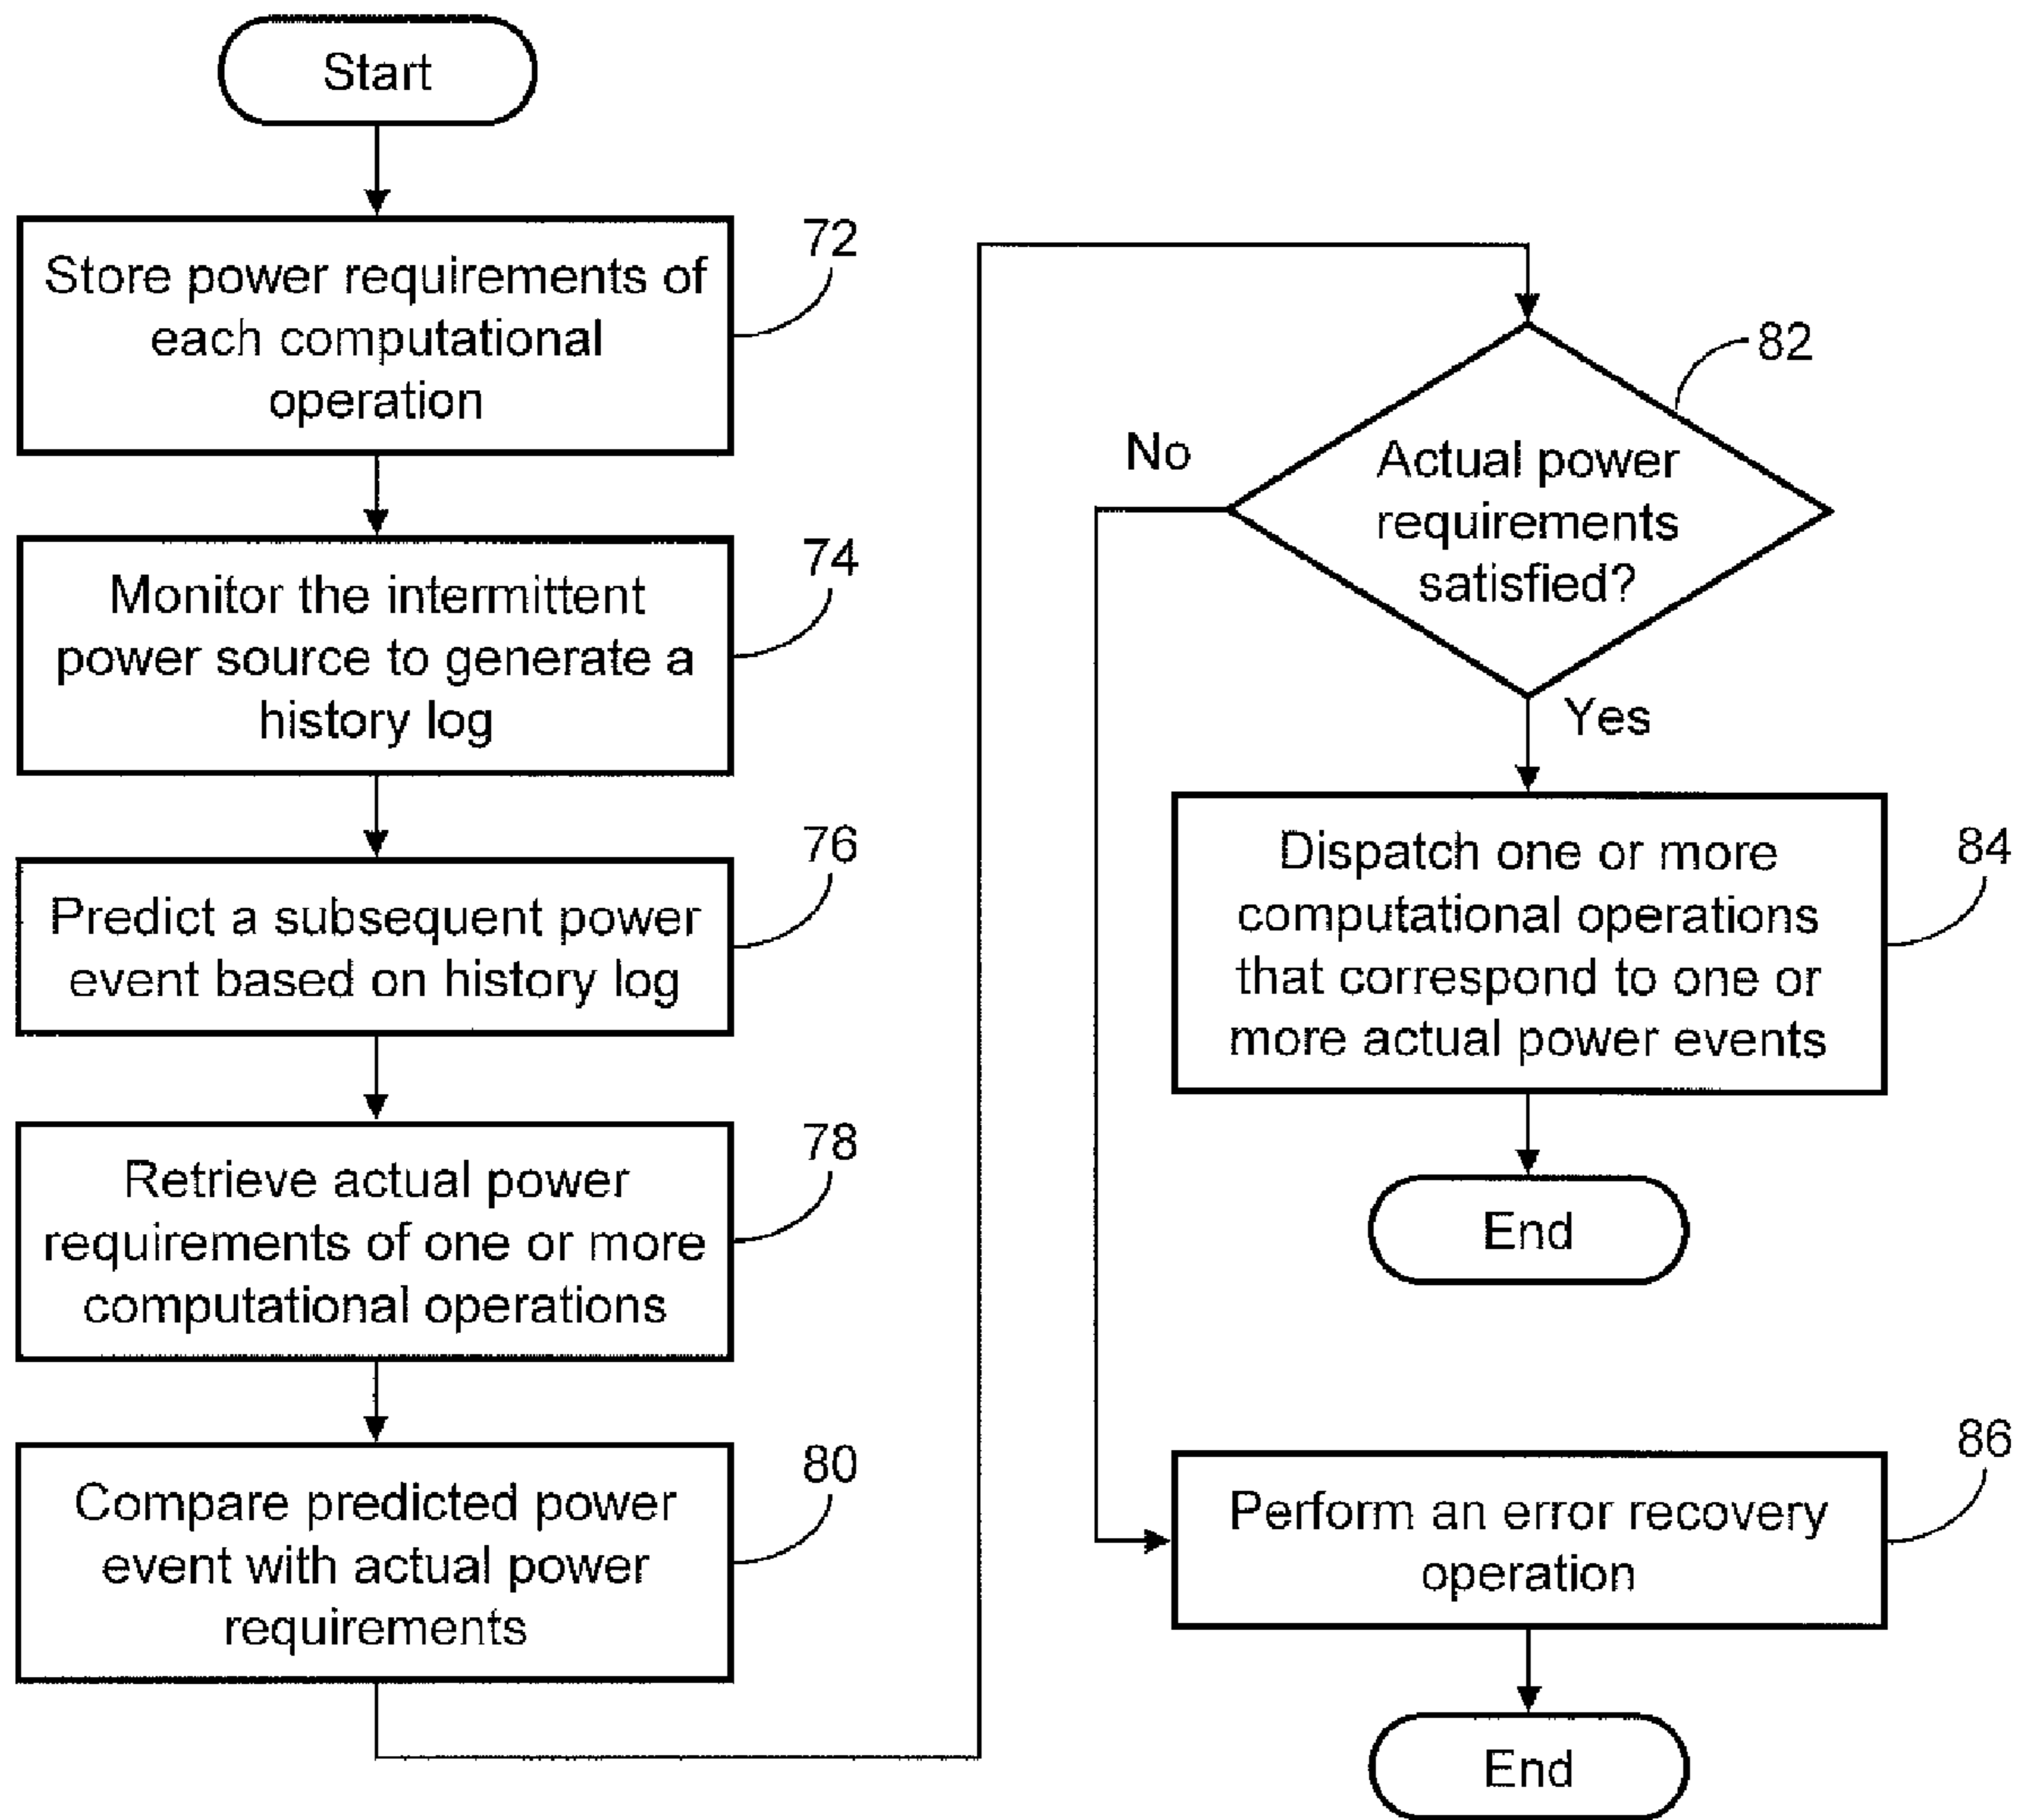 Start
72
Store power requirements of
each computational
operation
74
Monitor the intermittent
power source to generate a
history log
76
Predict a subsequent power
event based on history log
78
Retrieve actual power
requirements of one or more
computational operations
80
Compare predicted power
event with actual power
requirements
82
No
Actual power
requirements
satisfied?
Yes
84
Dispatch one or more
computational operations
that correspond to one or
more actual power events
End
86
Perform an error recovery
operation
End